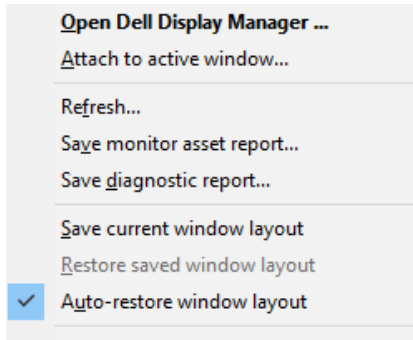 Open Dell Display Manager ...
Attach to active window...
Refresh...
Save monitor asset report...
Save diagnostic report...
Save current window layout
Restore saved window layout
Auto-restore window layout